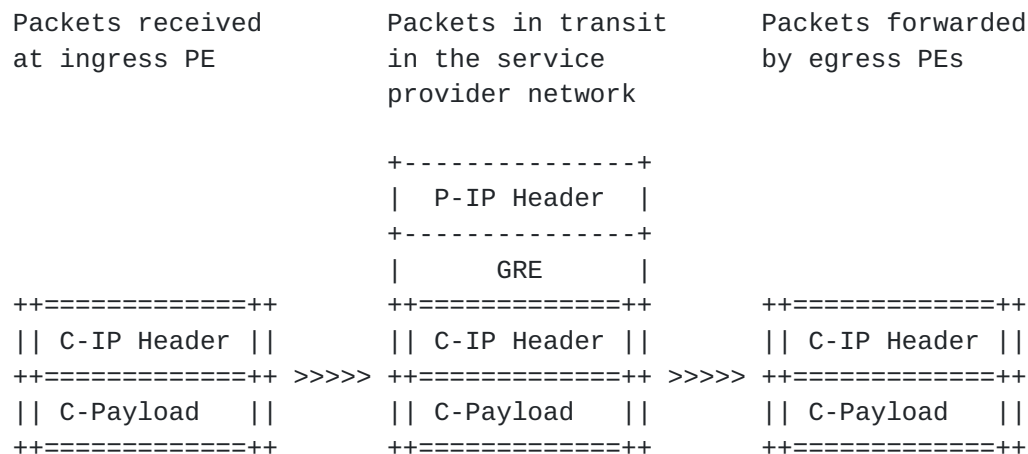 Packets received        Packets in transit      Packets forwarded
at ingress PE           in the service          by egress PEs
                        provider network

                        +---------------+
                        |  P-IP Header  |
                        +---------------+
                        |      GRE      |
++=============++       ++=============++       ++=============++
|| C-IP Header ||       || C-IP Header ||       || C-IP Header ||
++=============++ >>>>> ++=============++ >>>>> ++=============++
|| C-Payload   ||       || C-Payload   ||       || C-Payload   ||
++=============++       ++=============++       ++=============++